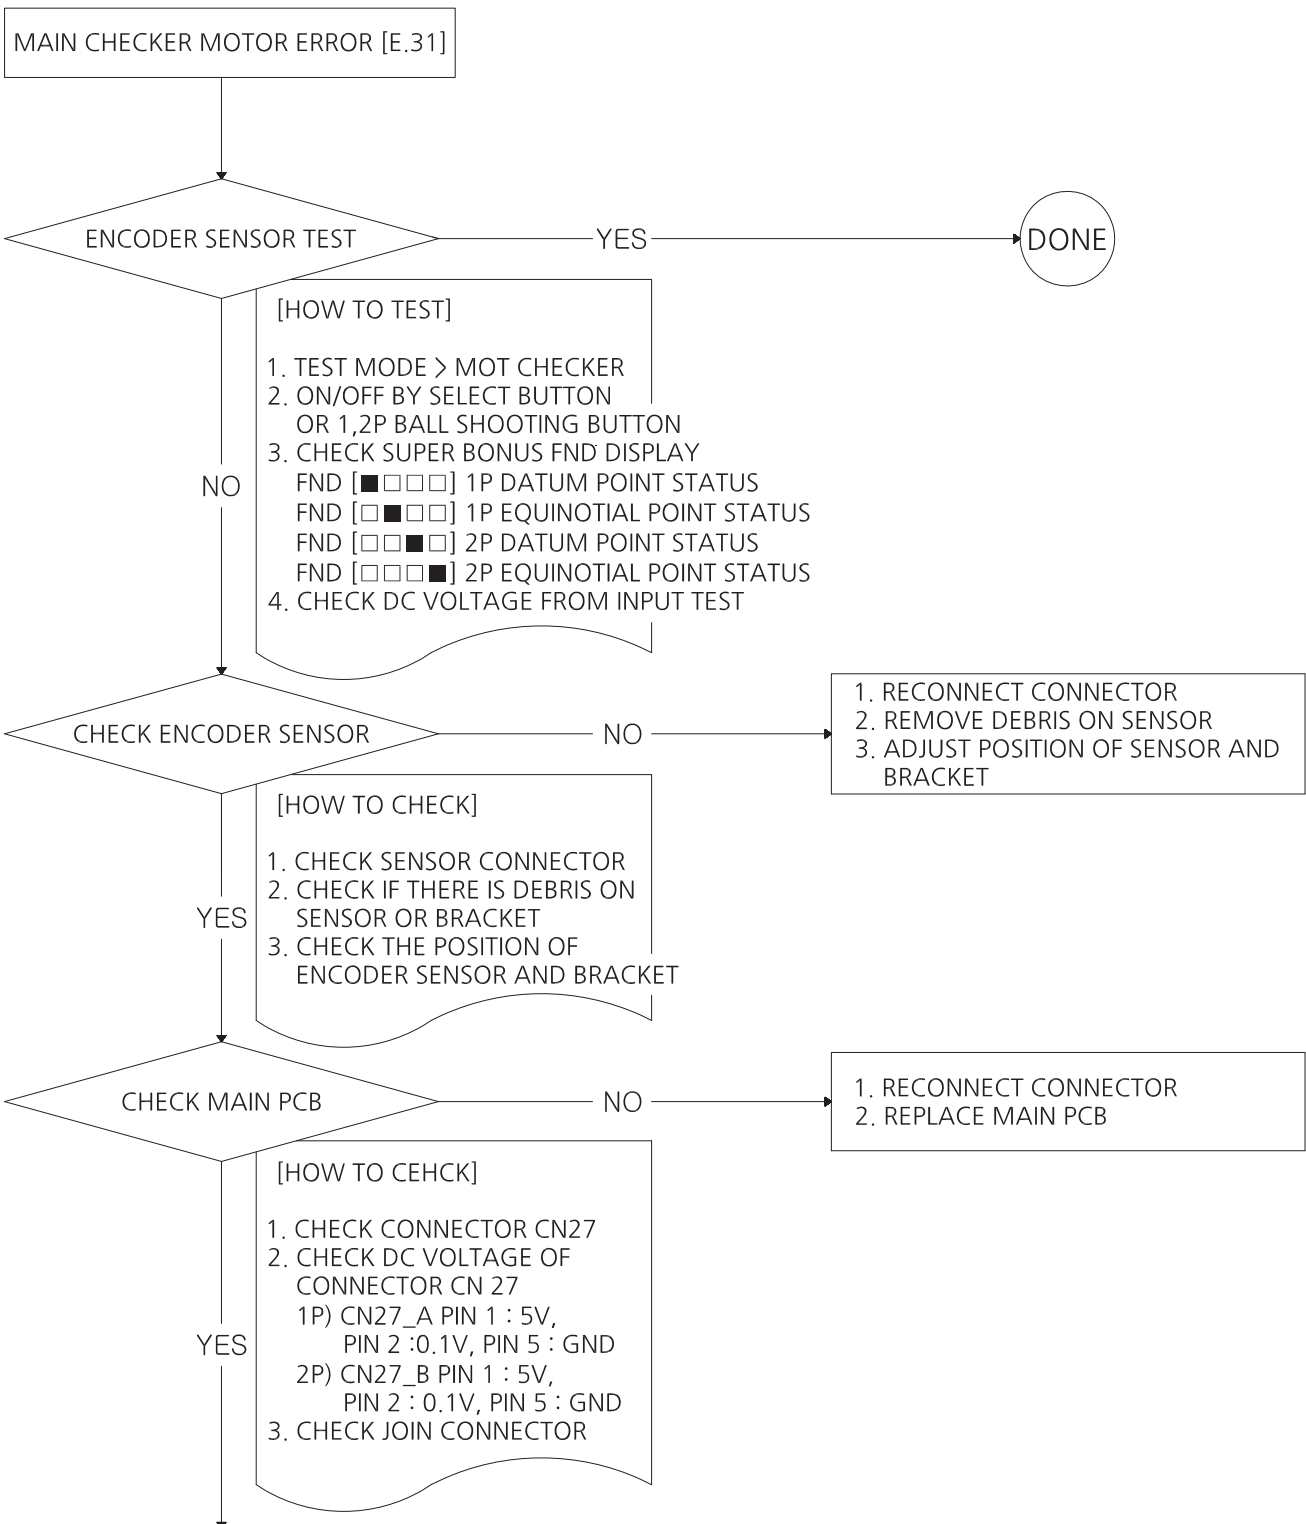 MAIN CHECKER MOTOR ERROR [E.31]
ENCODER SENSOR TEST
YES
DONE
[HOW TO TEST]
1. TEST MODE > MOT CHECKER
2. ON/OFF BY SELECT BUTTON
OR 1,2P BALL SHOOTING BUTTON
3. CHECK SUPER BONUS FND DISPLAY
FND [■□□□] 1P DATUM POINT STATUS
FND [□■□□] 1P EQUINOTIAL POINT STATUS
FND [□□■□] 2P DATUM POINT STATUS
FND [□□□■] 2P EQUINOTIAL POINT STATUS
4. CHECK DC VOLTAGE FROM INPUT TEST
NO
CHECK ENCODER SENSOR
NO
1. RECONNECT CONNECTOR
2. REMOVE DEBRIS ON SENSOR
3. ADJUST POSITION OF SENSOR AND
BRACKET
[HOW TO CHECK]
1. CHECK SENSOR CONNECTOR
2. CHECK IF THERE IS DEBRIS ON
SENSOR OR BRACKET
3. CHECK THE POSITION OF
ENCODER SENSOR AND BRACKET
YES
CHECK MAIN PCB
NO
1. RECONNECT CONNECTOR
2. REPLACE MAIN PCB
[HOW TO CEHCK]
1. CHECK CONNECTOR CN27
2. CHECK DC VOLTAGE OF
CONNECTOR CN 27
1P) CN27_A PIN 1 : 5V,
PIN 2 :0.1V, PIN 5 : GND
2P) CN27_B PIN 1 : 5V,
PIN 2 : 0.1V, PIN 5 : GND
3. CHECK JOIN CONNECTOR
YES